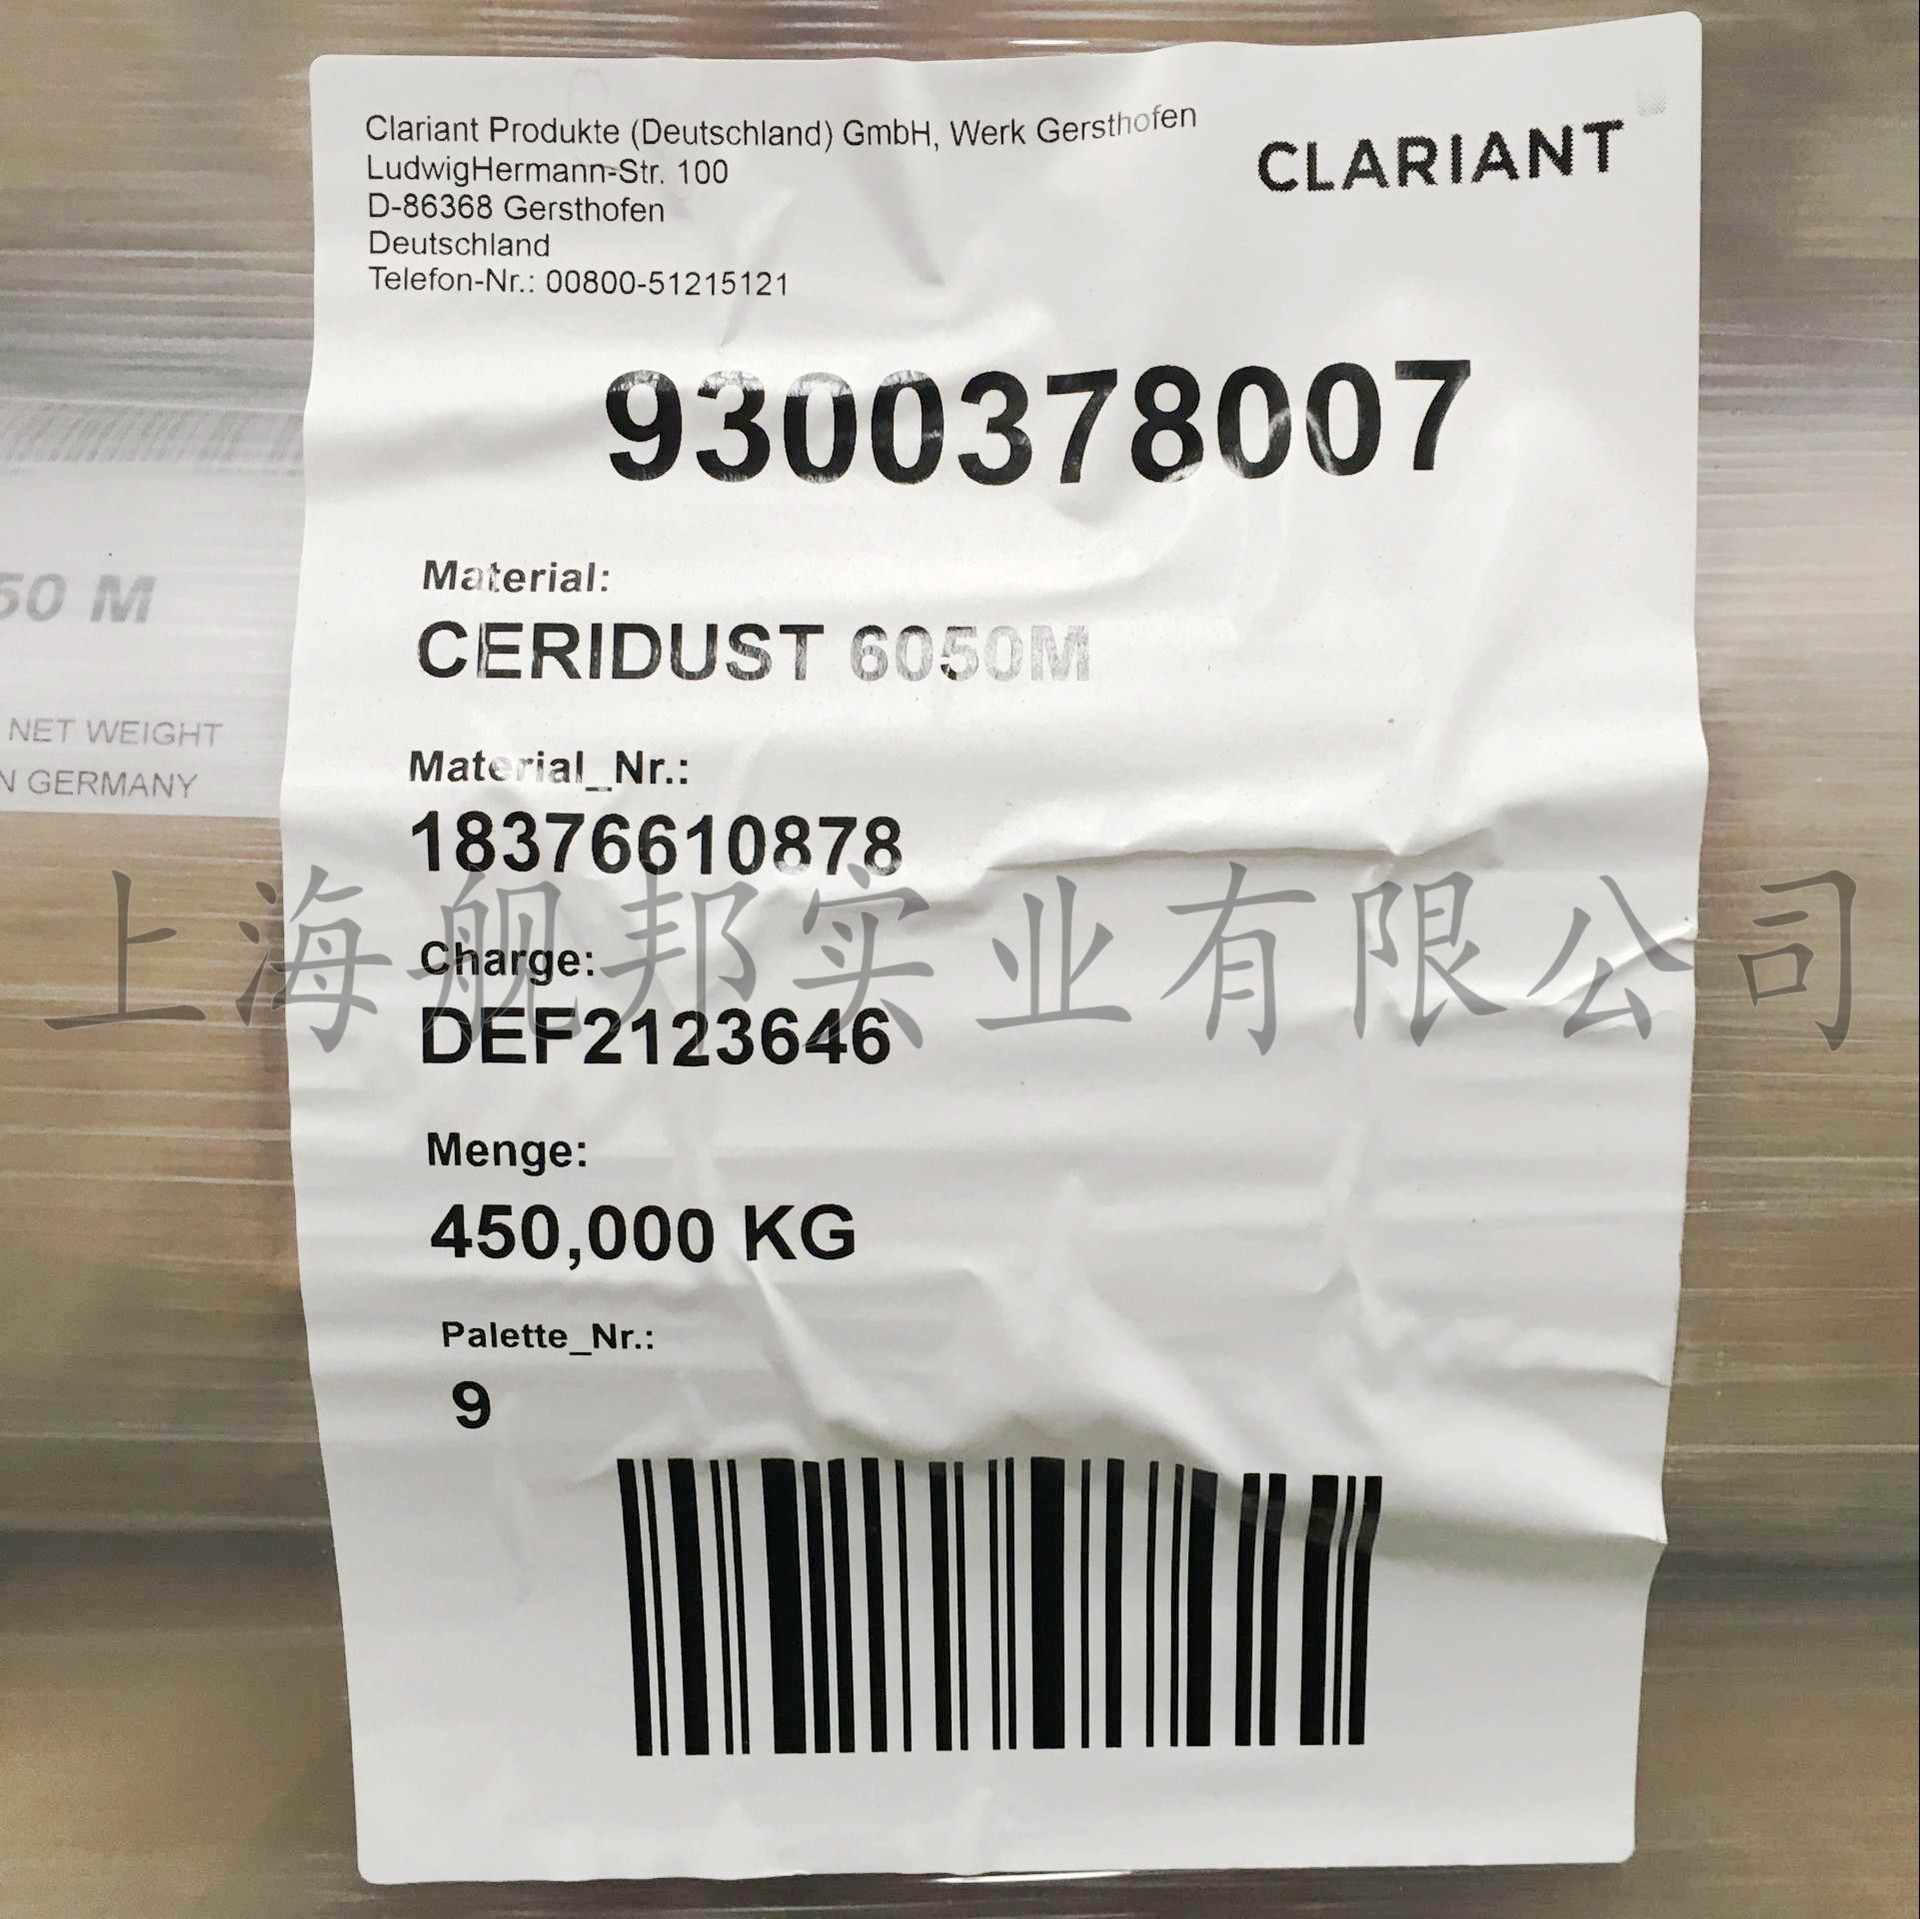 Clariant Produkte (Deutschland) GmbH, Werk Gersthofen
LudwigHermann-Str. 100
D-86368 Gersthofen
Deutschland
Telefon-Nr.: 00800-51215121
CLARIANT
9300378007
Material:
CERIDUST 6050M
Material_Nr.:
18376610878
Charge:
DEF2123646
Menge:
450,000 KG
Palette_Nr.:
9
50 M
NET WEIGHT
N GERMANY
上海舰邦实业有限公司